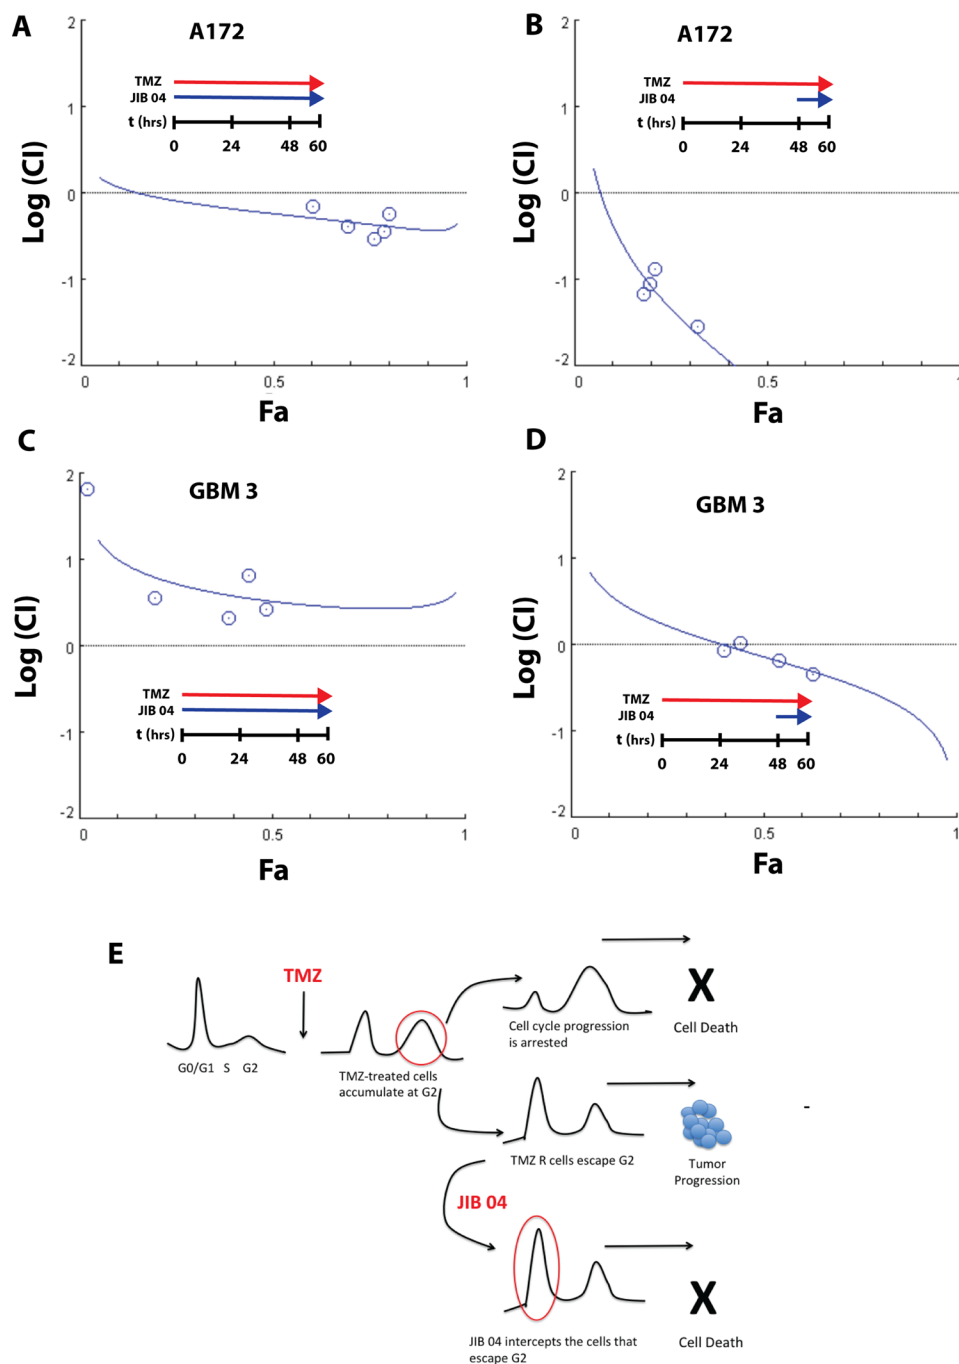 A
A172
2
TMZ
JIB 04
t (hrs)
0 24 48 60
1
0
-1
-2
Log (CI)
0 0.5 1
Fa
B
A172
2
TMZ
JIB 04
t (hrs)
0 24 48 60
1
0
-1
-2
Log (CI)
0 0.5 1
Fa
C
GBM 3
2
1
0
-1
-2
Log (CI)
TMZ
JIB 04
t (hrs)
0 24 48 60
0 0.5 1
Fa
D
GBM 3
2
1
0
-1
-2
Log (CI)
TMZ
JIB 04
t (hrs)
0 24 48 60
0 0.5 1
Fa
E
TMZ
G0/G1 S G2
TMZ-treated cells
accumulate at G2
Cell cycle progression
is arrested
X
Cell Death
TMZ R cells escape G2
Tumor
Progression
JIB 04
JIB 04 intercepts the cells that
escape G2
X
Cell Death